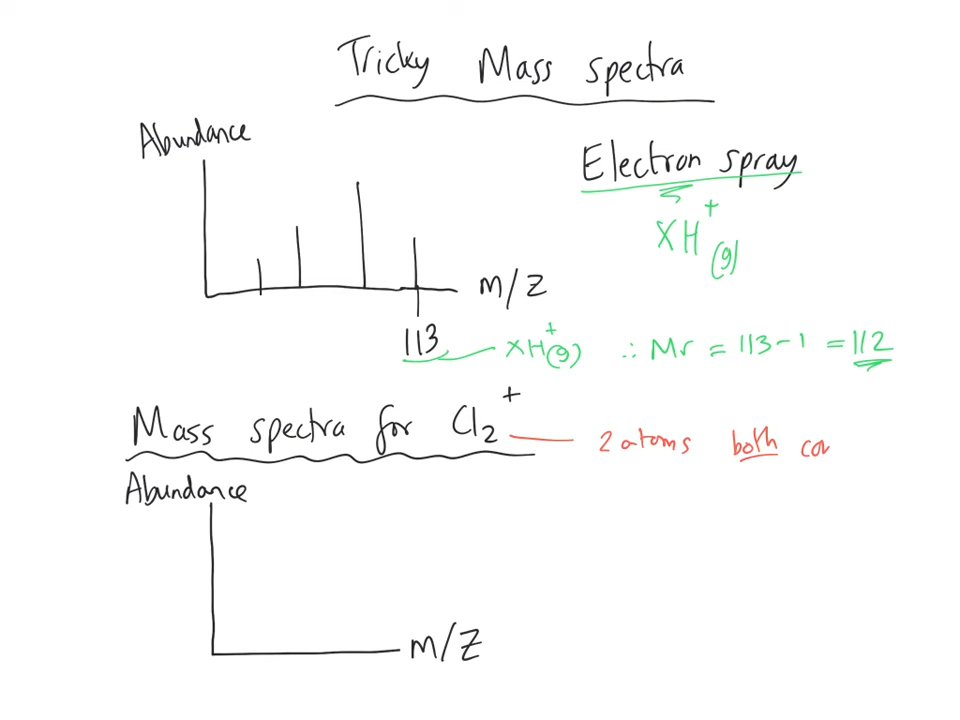 Tricky Mass spectra
Abundance
Electron spray
XH⁺(g)
m/z
113
XH⁺(g) ∴ Mr = 113-1 = 112
Mass spectra for Cl₂⁺
2 atoms both co
Abundance
m/z